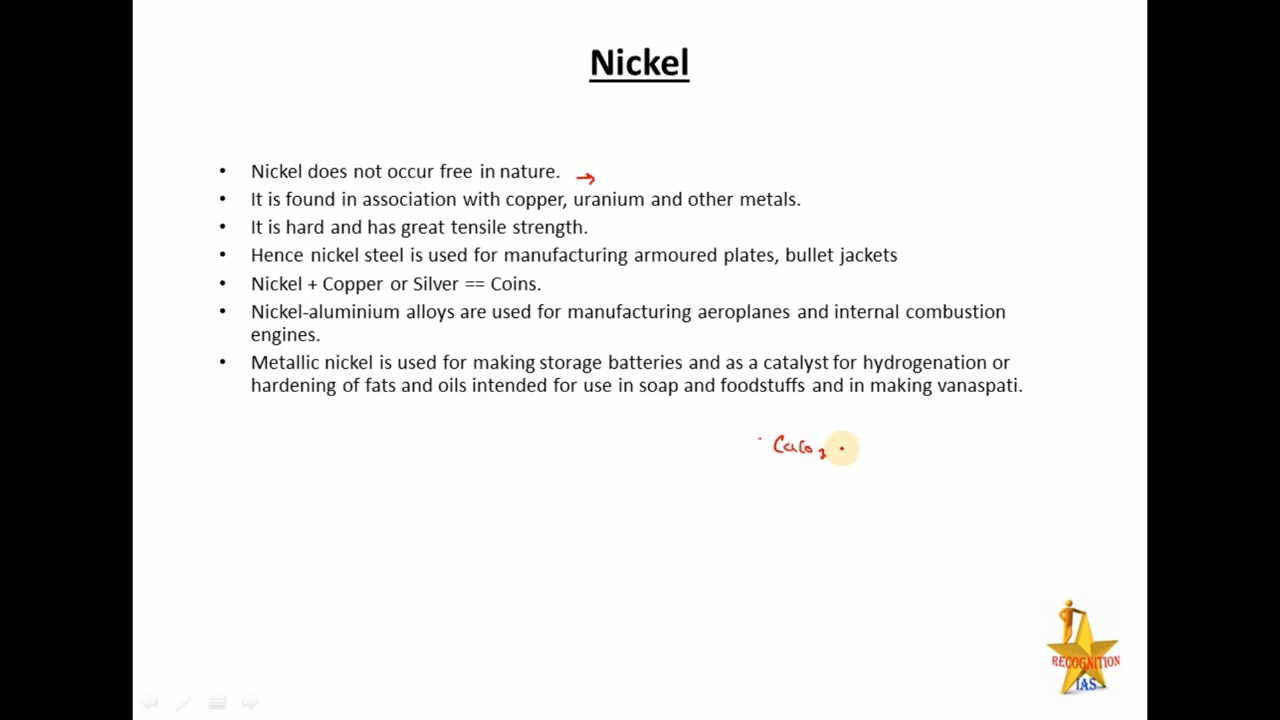 Nickel
• Nickel does not occur free in nature. →
• It is found in association with copper, uranium and other metals.
• It is hard and has great tensile strength.
• Hence nickel steel is used for manufacturing armoured plates, bullet jackets
• Nickel + Copper or Silver == Coins.
• Nickel-aluminium alloys are used for manufacturing aeroplanes and internal combustion
engines.
• Metallic nickel is used for making storage batteries and as a catalyst for hydrogenation or
hardening of fats and oils intended for use in soap and foodstuffs and in making vanaspati.
CaCO3
RECOGNITION
IAS